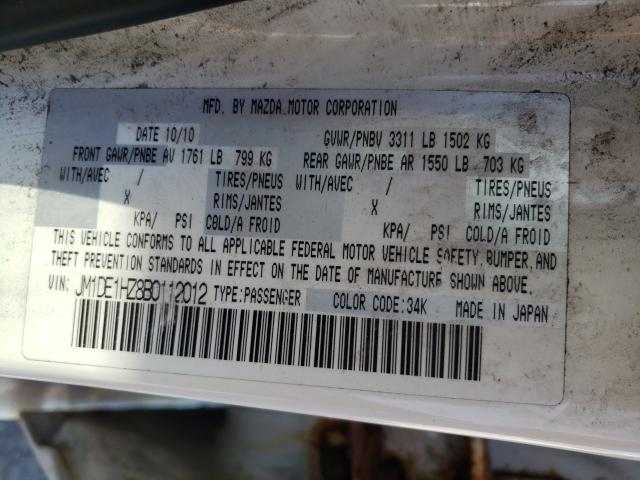 MFD. BY MAZDA MOTOR CORPORATION
DATE 10/10 GVWR/PNBV 3311 LB 1502 KG
FRONT GAWR/PNBE AV 1761 LB 799 KG REAR GAWR/PNBE AR 1550 LB 703 KG
WITH/AVEC / TIRES/PNEUS WITH/AVEC / TIRES/PNEUS
X RIMS/JANTES X RIMS/JANTES
KPA/ PSI COLD/A FROID KPA/ PSI COLD/A FROID
THIS VEHICLE CONFORMS TO ALL APPLICABLE FEDERAL MOTOR VEHICLE SAFETY, BUMPER, AND
THEFT PREVENTION STANDARDS IN EFFECT ON THE DATE OF MANUFACTURE SHOWN ABOVE.
VIN: JM1DE1HZ8B0112012 TYPE:PASSENGER COLOR CODE:34K MADE IN JAPAN